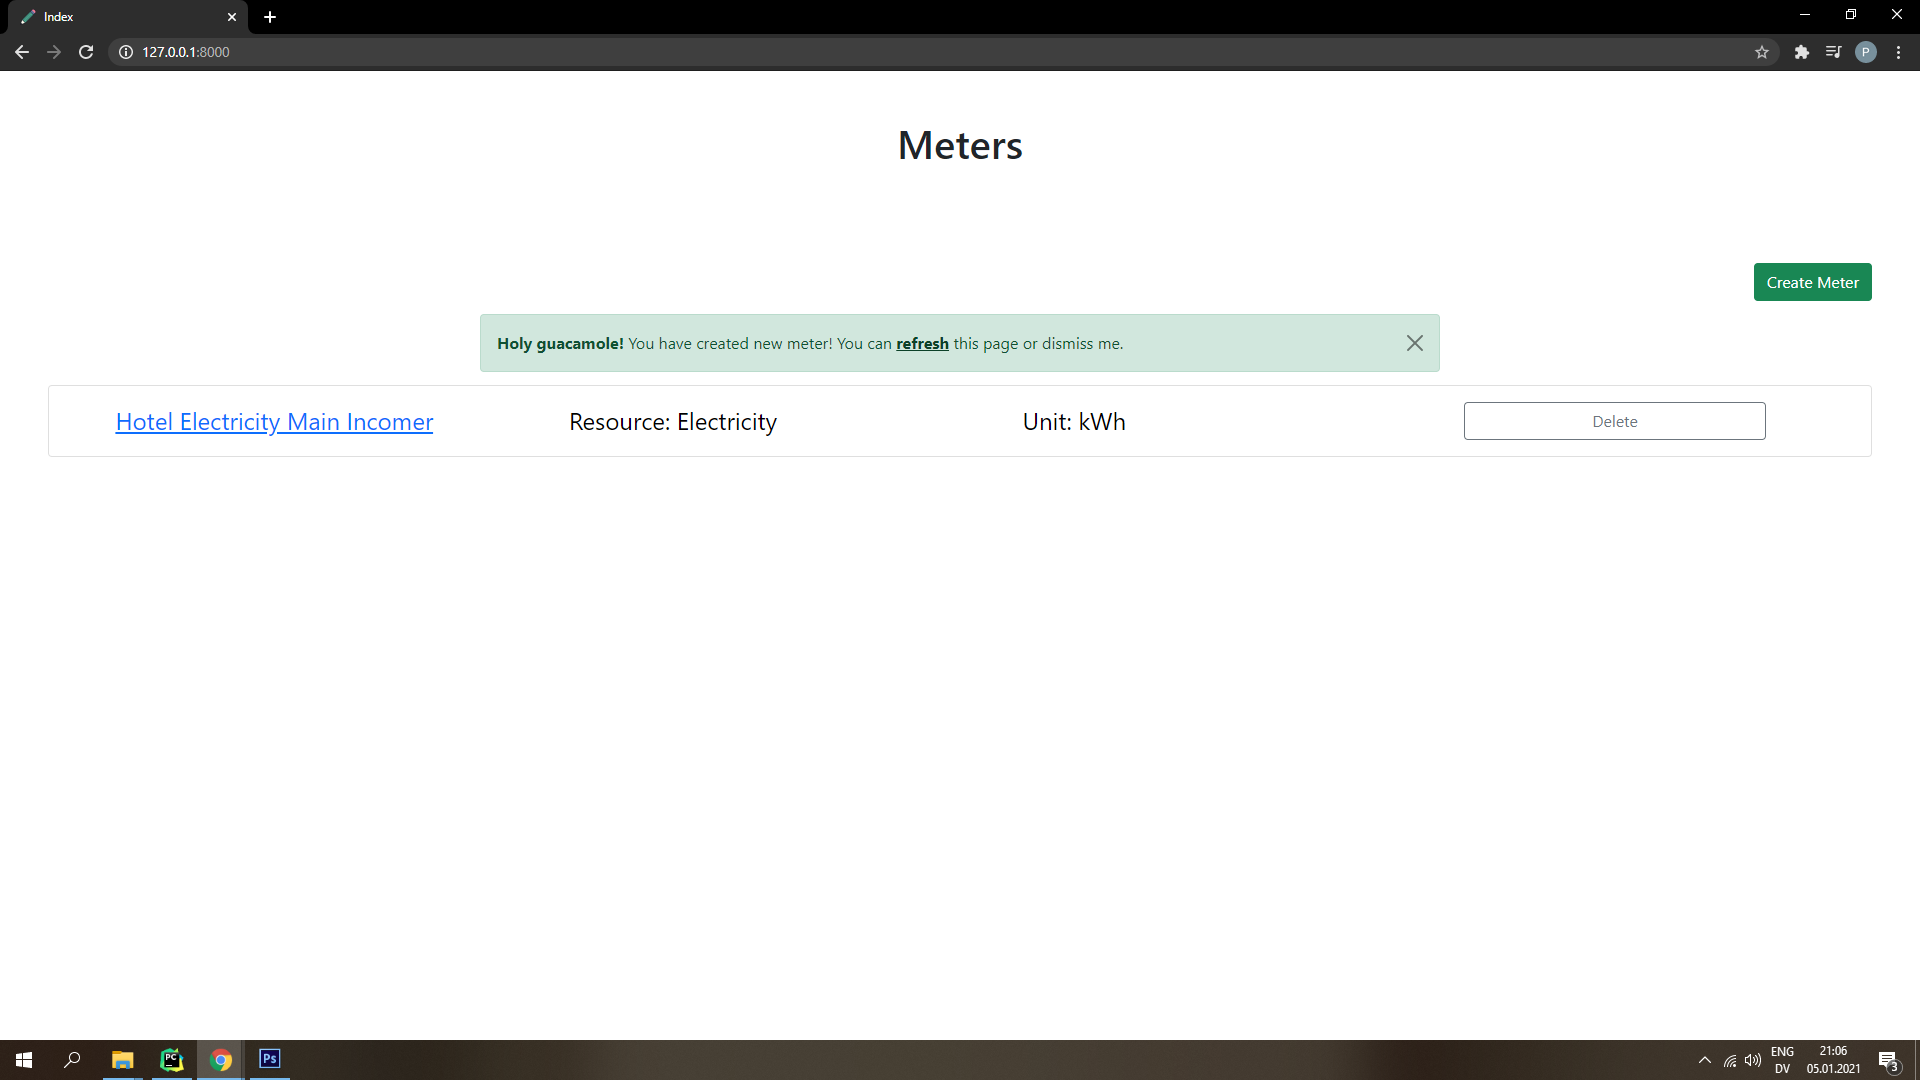 Index
127.0.0.1:8000
P
Meters
Create Meter
Holy guacamole! You have created new meter! You can refresh this page or dismiss me.
Hotel Electricity Main Incomer Resource: Electricity Unit: kWh Delete
PC
Ps
ENG
DV
21:06
05.01.2021
3